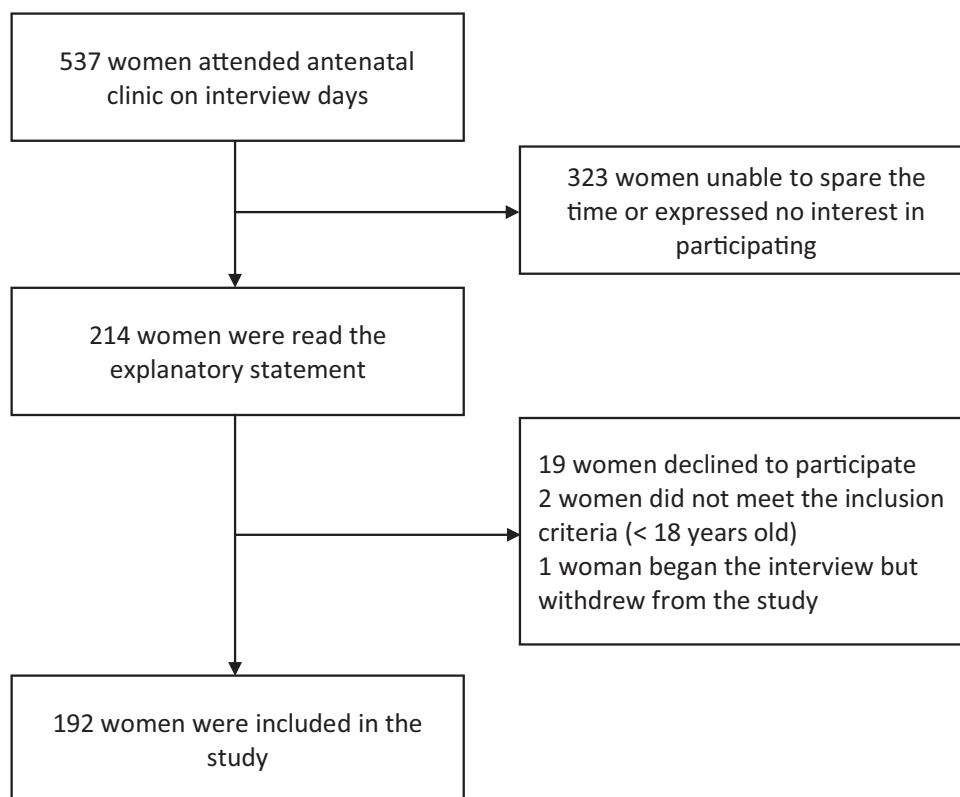 537 women attended antenatal
clinic on interview days
323 women unable to spare the
time or expressed no interest in
participating
214 women were read the
explanatory statement
19 women declined to participate
2 women did not meet the inclusion
criteria (< 18 years old)
1 woman began the interview but
withdrew from the study
192 women were included in the
study